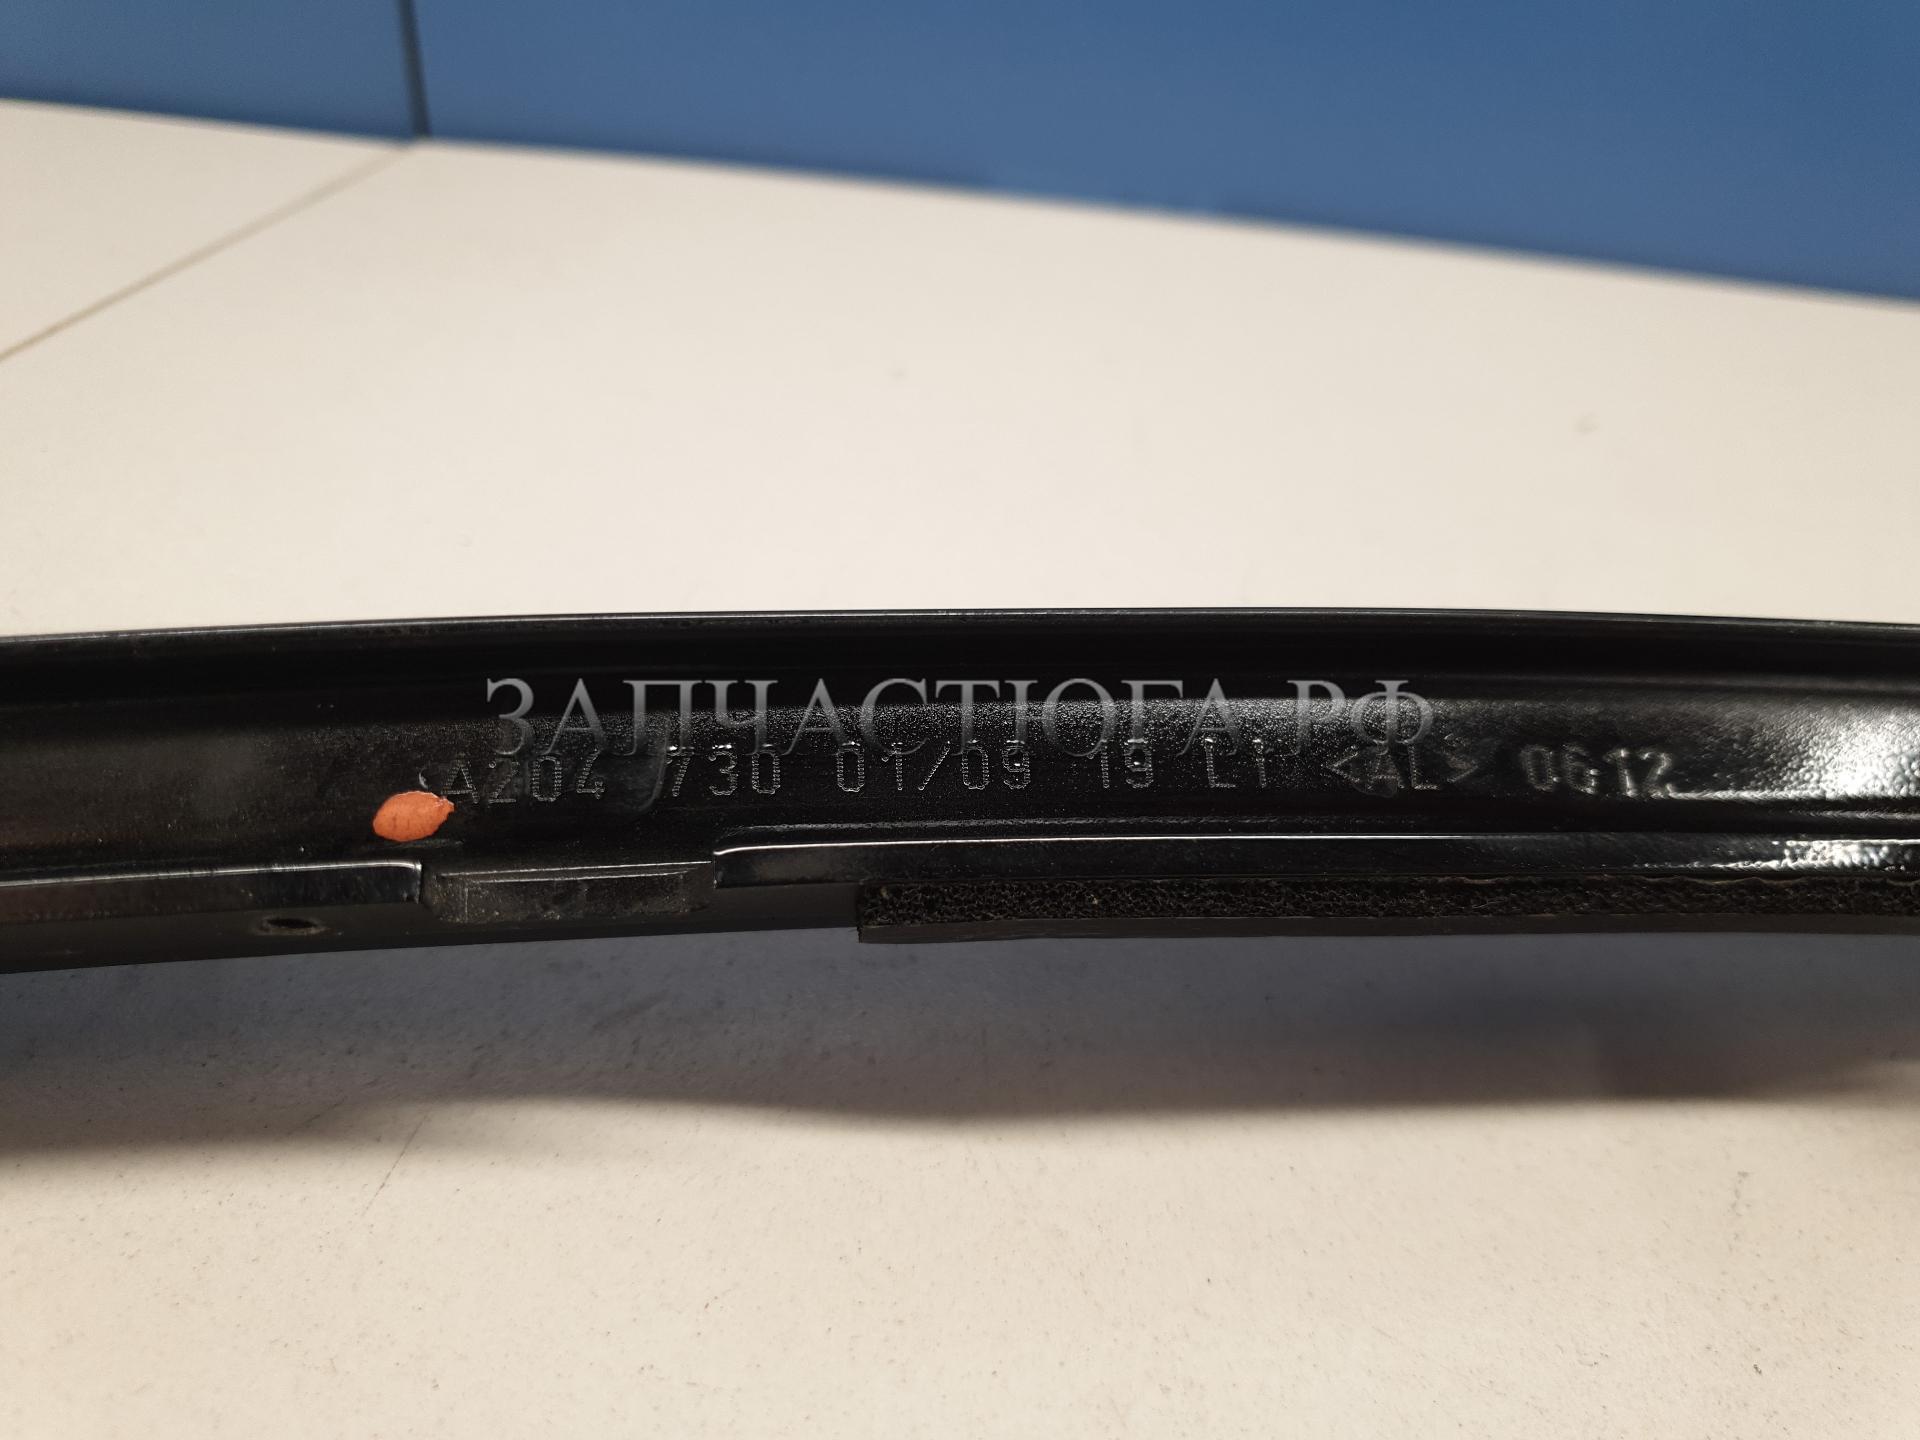 ЗАПЧАСТЮГА.РФ
A204 730 01/09 19 L1 <AL> 0612